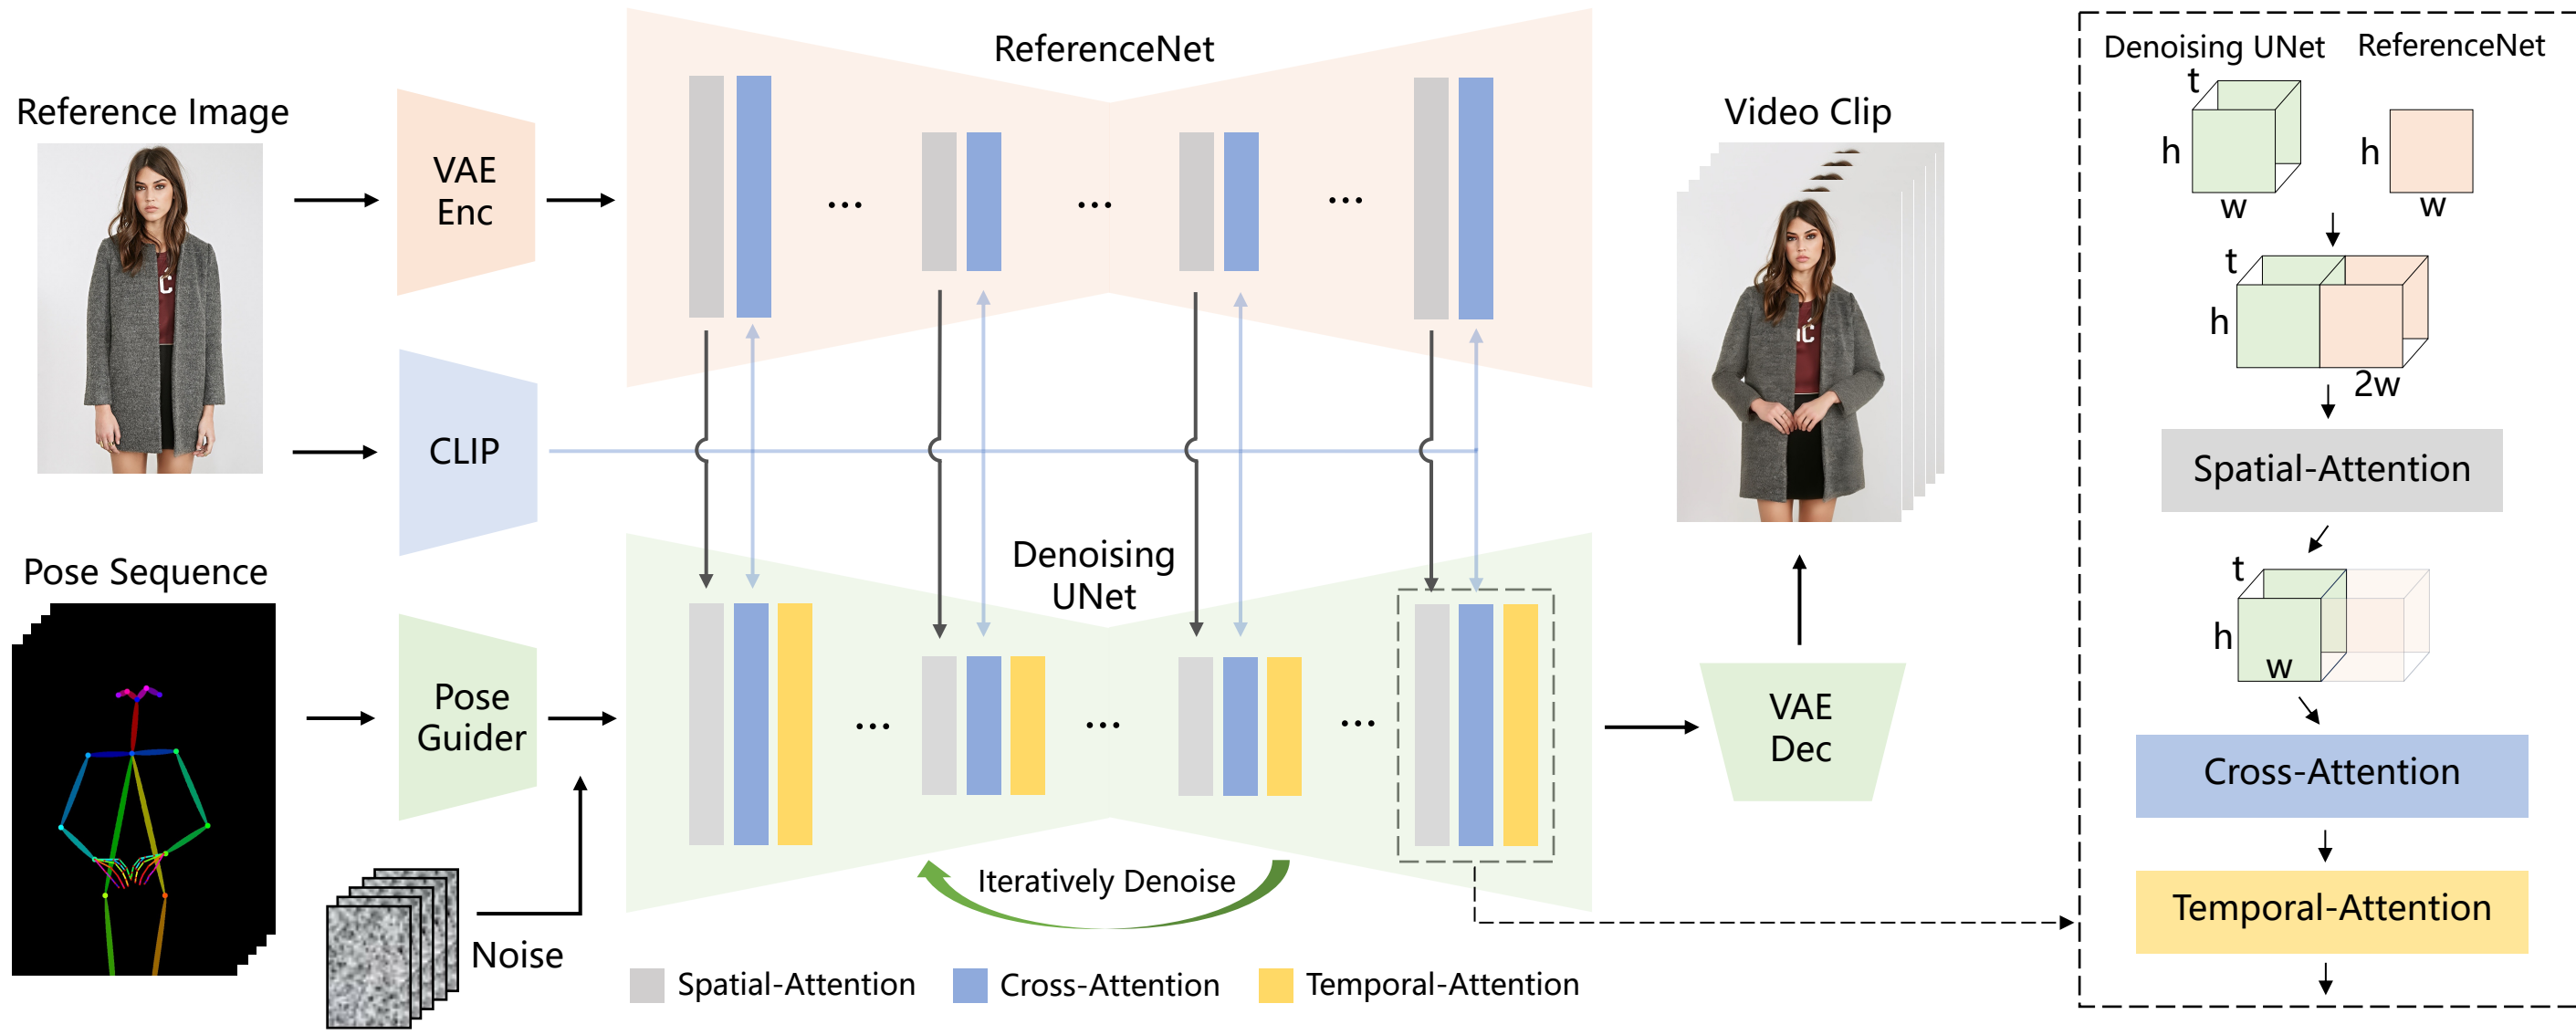 ReferenceNet
Reference Image
VAE
Enc
CLIP
Pose Sequence
Pose
Guider
Noise
Denoising
UNet
...
...
...
...
...
...
Iteratively Denoise
Spatial-Attention
Cross-Attention
Temporal-Attention
Video Clip
VAE
Dec
Denoising UNet
ReferenceNet
t
h
w
h
w
t
h
2w
Spatial-Attention
t
h
w
Cross-Attention
Temporal-Attention